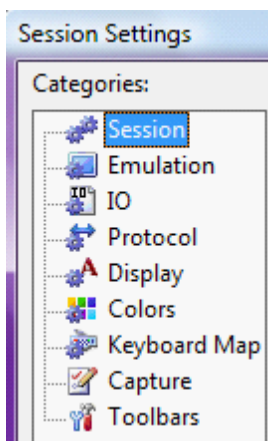 Session Settings
Categories:
Session
Emulation
IO
Protocol
Display
Colors
Keyboard Map
Capture
Toolbars